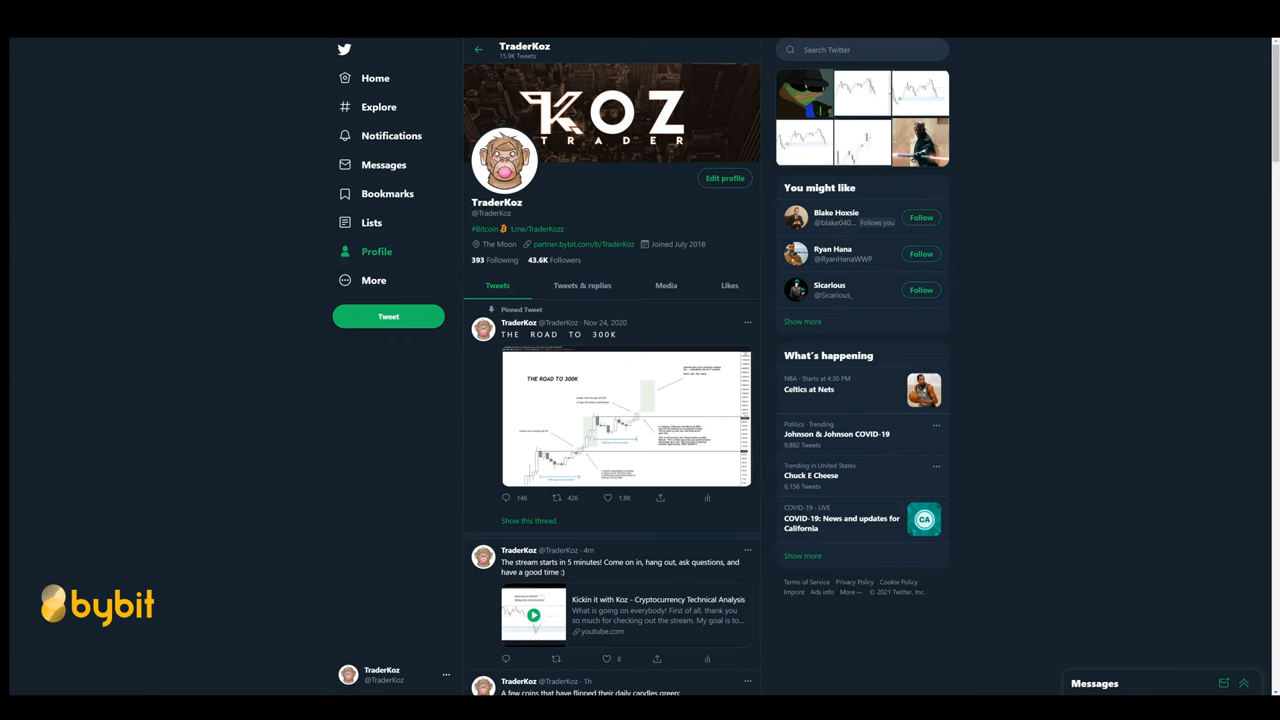 TraderKoz
15.9K Tweets
Search Twitter
Home
Explore
Notifications
Messages
Bookmarks
Lists
Profile
More
Tweet
KOZ
TRADER
Edit profile
TraderKoz
@TraderKoz
#Bitcoin t.me/TraderKozz
The Moon partner.bybit.com/b/TraderKoz Joined July 2018
393 Following 43.6K Followers
Tweets Tweets & replies Media Likes
Pinned Tweet
TraderKoz @TraderKoz · Nov 24, 2020
THE ROAD TO 300K
THE ROAD TO 300K
146 426 1.8K
Show this thread
TraderKoz @TraderKoz · 4m
The stream starts in 5 minutes! Come on in, hang out, ask questions, and
have a good time :)
Kickin it with Koz - Cryptocurrency Technical Analysis
What is going on everybody! First of all, thank you
so much for checking out the stream. My goal is to...
youtube.com
8
TraderKoz @TraderKoz · 1h
A few coins that have flipped their daily candles green:
You might like
Blake Hoxsie
@blake040... Follows you
Follow
Ryan Hana
@RyanHanaWWP
Follow
Sicarious
@Sicarious_
Follow
Show more
What's happening
NBA · Starts at 4:30 PM
Celtics at Nets
Politics · Trending
Johnson & Johnson COVID-19
9,882 Tweets
Trending in United States
Chuck E Cheese
6,156 Tweets
COVID-19 · LIVE
COVID-19: News and updates for
California
CA
Show more
Terms of Service Privacy Policy Cookie Policy
Imprint Ads info More ··· © 2021 Twitter, Inc.
bybit
TraderKoz
@TraderKoz
Messages